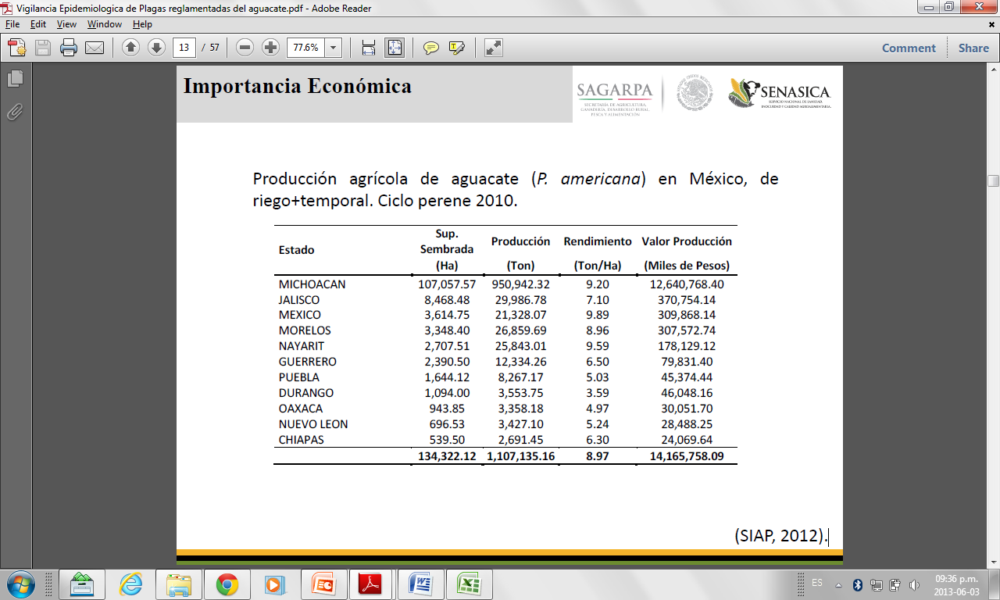 Vigilancia Epidemiologica de Plagas reglamentadas del aguacate.pdf - Adobe Reader
File Edit View Window Help
13 / 57 77.6% Comment Share
Importancia Económica
SAGARPA
SECRETARÍA DE AGRICULTURA,
GANADERÍA, DESARROLLO RURAL,
PESCA Y ALIMENTACIÓN
SENASICA
SERVICIO NACIONAL DE SANIDAD,
INOCUIDAD Y CALIDAD AGROALIMENTARIA.
Producción agrícola de aguacate (P. americana) en México, de
riego+temporal. Ciclo perene 2010.
Estado Sup. Sembrada (Ha) Producción (Ton) Rendimiento (Ton/Ha) Valor Producción (Miles de Pesos)
MICHOACAN 107,057.57 950,942.32 9.20 12,640,768.40
JALISCO 8,468.48 29,986.78 7.10 370,754.14
MEXICO 3,614.75 21,328.07 9.89 309,868.14
MORELOS 3,348.40 26,859.69 8.96 307,572.74
NAYARIT 2,707.51 25,843.01 9.59 178,129.12
GUERRERO 2,390.50 12,334.26 6.50 79,831.40
PUEBLA 1,644.12 8,267.17 5.03 45,374.44
DURANGO 1,094.00 3,553.75 3.59 46,048.16
OAXACA 943.85 3,358.18 4.97 30,051.70
NUEVO LEON 696.53 3,427.10 5.24 28,488.25
CHIAPAS 539.50 2,691.45 6.30 24,069.64
134,322.12 1,107,135.16 8.97 14,165,758.09
(SIAP, 2012).
ES 09:36 p.m.
2013-06-03